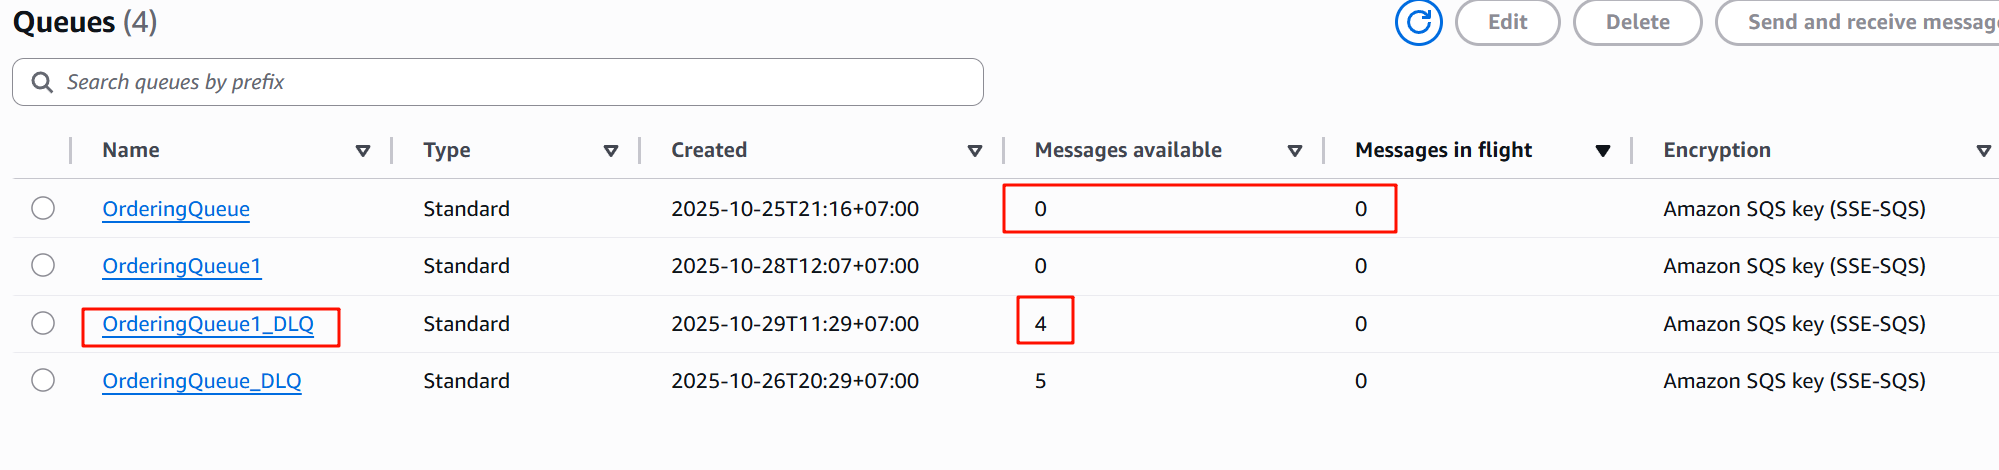 Queues (4)
Edit
Delete
Send and receive message
Search queues by prefix
Name Type Created Messages available Messages in flight Encryption
OrderingQueue Standard 2025-10-25T21:16+07:00 0 0 Amazon SQS key (SSE-SQS)
OrderingQueue1 Standard 2025-10-28T12:07+07:00 0 0 Amazon SQS key (SSE-SQS)
OrderingQueue1_DLQ Standard 2025-10-29T11:29+07:00 4 0 Amazon SQS key (SSE-SQS)
OrderingQueue_DLQ Standard 2025-10-26T20:29+07:00 5 0 Amazon SQS key (SSE-SQS)